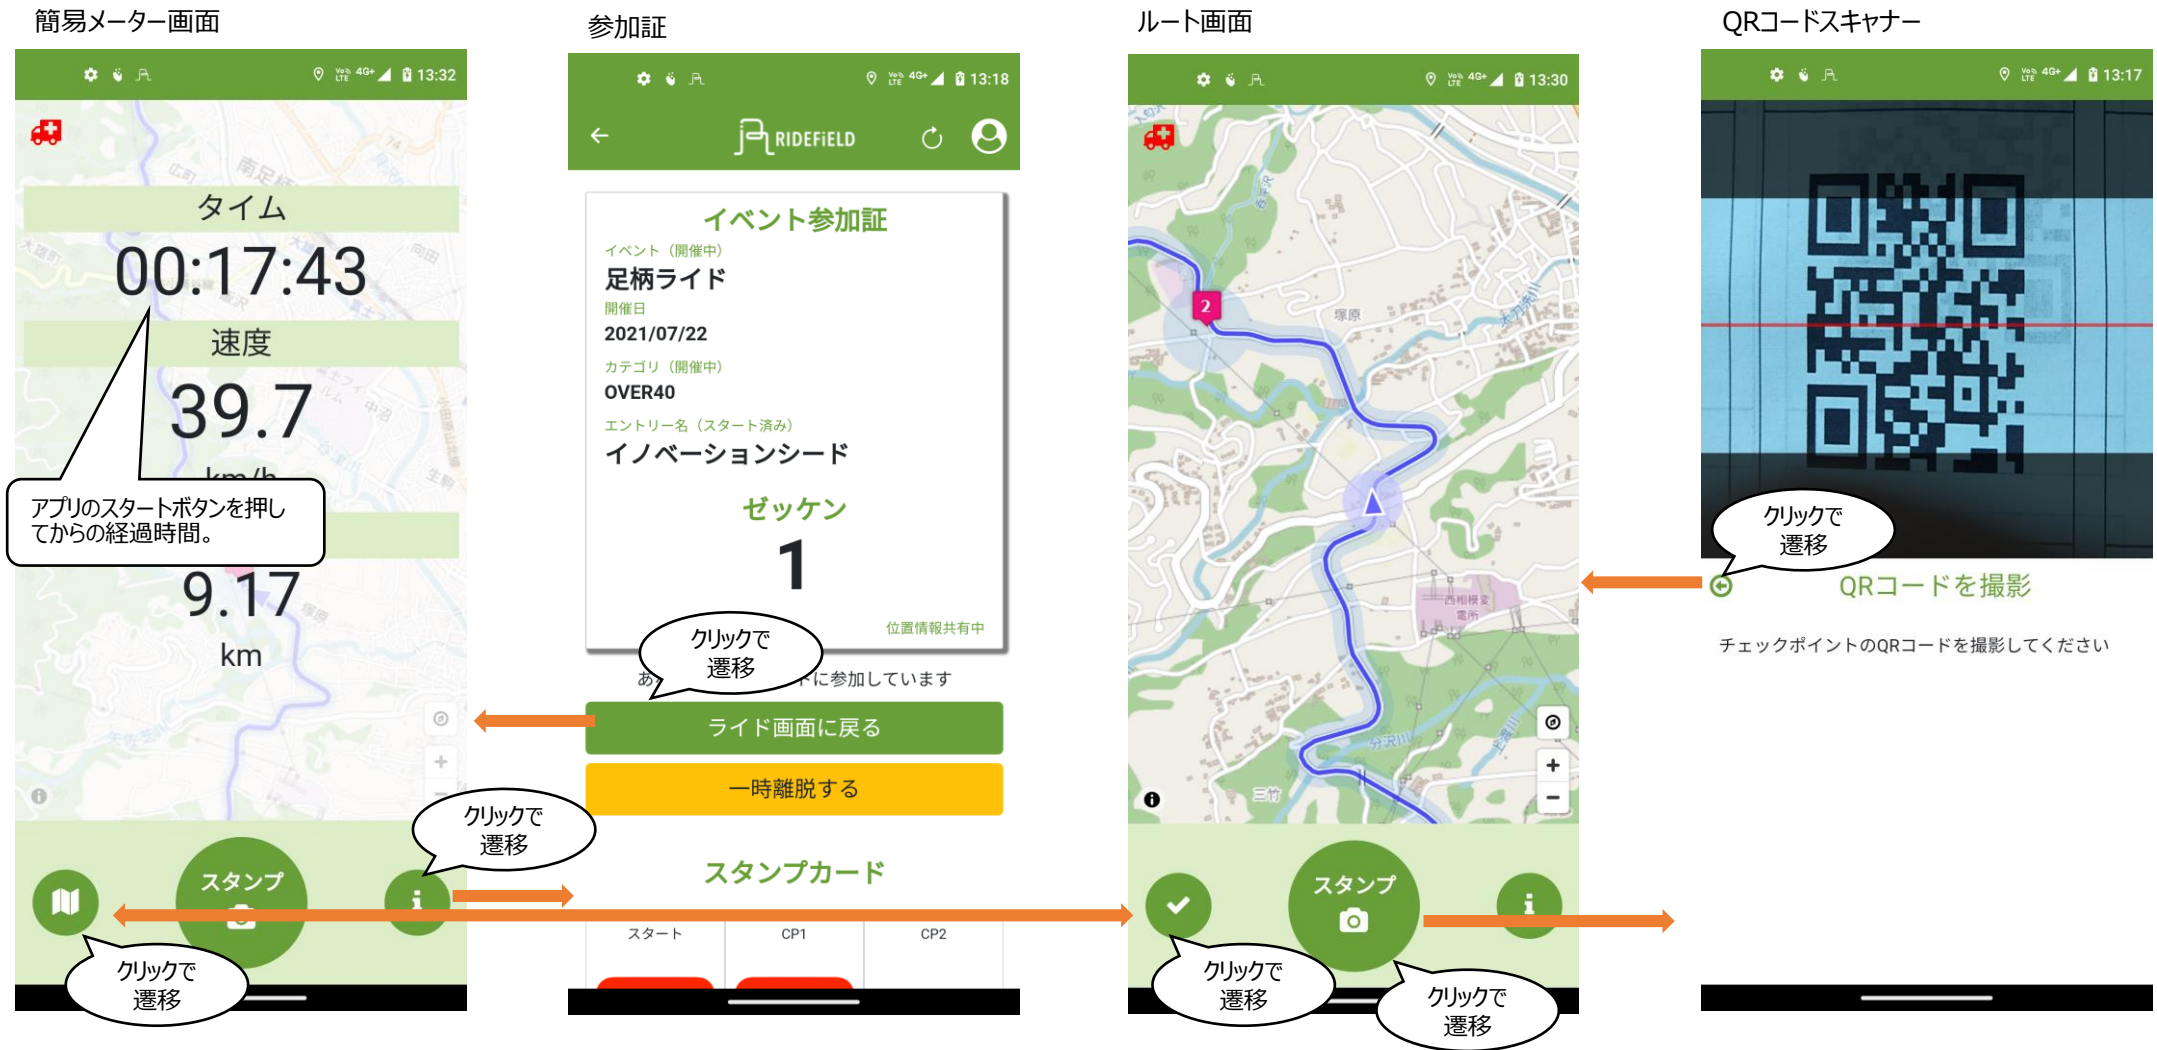 簡易メーター画面
13:32
タイム
00:17:43
速度
39.7
km/h
アプリのスタートボタンを押し
てからの経過時間。
9.17
km
スタンプ
クリックで
遷移
クリックで
遷移
参加証
13:18
RIDEFiELD
イベント参加証
イベント（開催中）
足柄ライド
開催日
2021/07/22
カテゴリ（開催中）
OVER40
エントリー名（スタート済み）
イノベーションシード
ゼッケン
1
位置情報共有中
クリックで
遷移
あ
に参加しています
ライド画面に戻る
一時離脱する
スタンプカード
スタート
CP1
CP2
ルート画面
13:30
2
塚原
西相模変
電所
分沢川
三竹
スタンプ
クリックで
遷移
クリックで
遷移
QRコードスキャナー
13:17
クリックで
遷移
QRコードを撮影
チェックポイントのQRコードを撮影してください